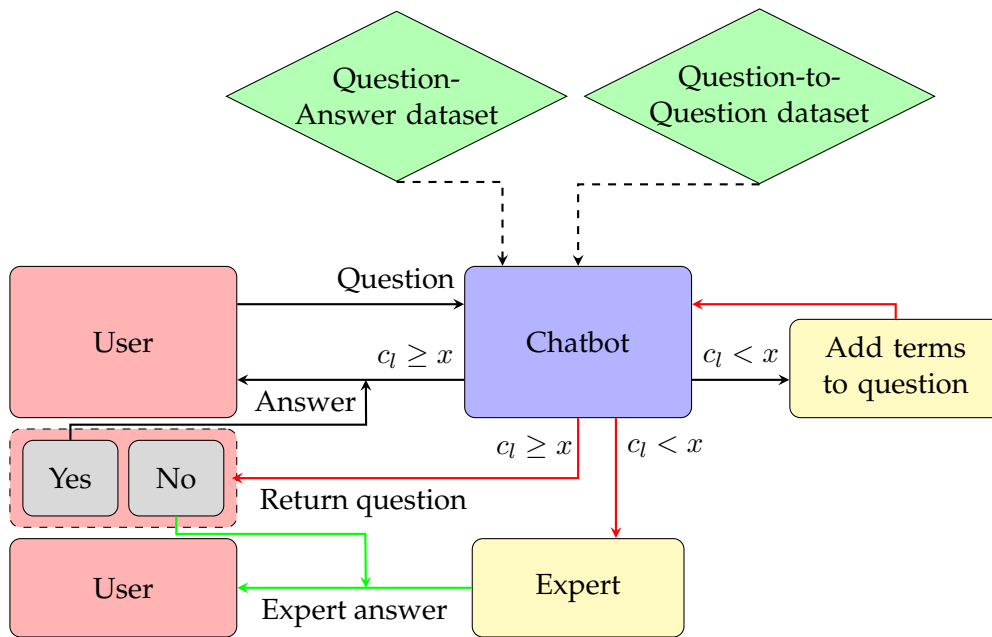 Question-
Answer dataset
Question-to-
Question dataset
Question
User
Chatbot
c_l ≥ x
c_l < x
Add terms
to question
Answer
c_l ≥ x
c_l < x
Yes
No
Return question
User
Expert
Expert answer